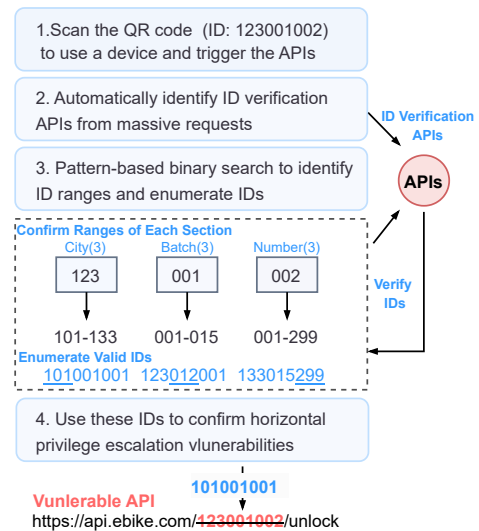 1.Scan the QR code (ID: 123001002)
to use a device and trigger the APIs
2. Automatically identify ID verification
APIs from massive requests
ID Verification
APIs
3. Pattern-based binary search to identify
ID ranges and enumerate IDs
APIs
Confirm Ranges of Each Section
City(3) Batch(3) Number(3)
123 001 002
Verify
IDs
101-133 001-015 001-299
Enumerate Valid IDs
101001001 123012001 133015299
4. Use these IDs to confirm horizontal
privilege escalation vlunerabilities
101001001
Vunlerable API
https://api.ebike.com/123001002/unlock